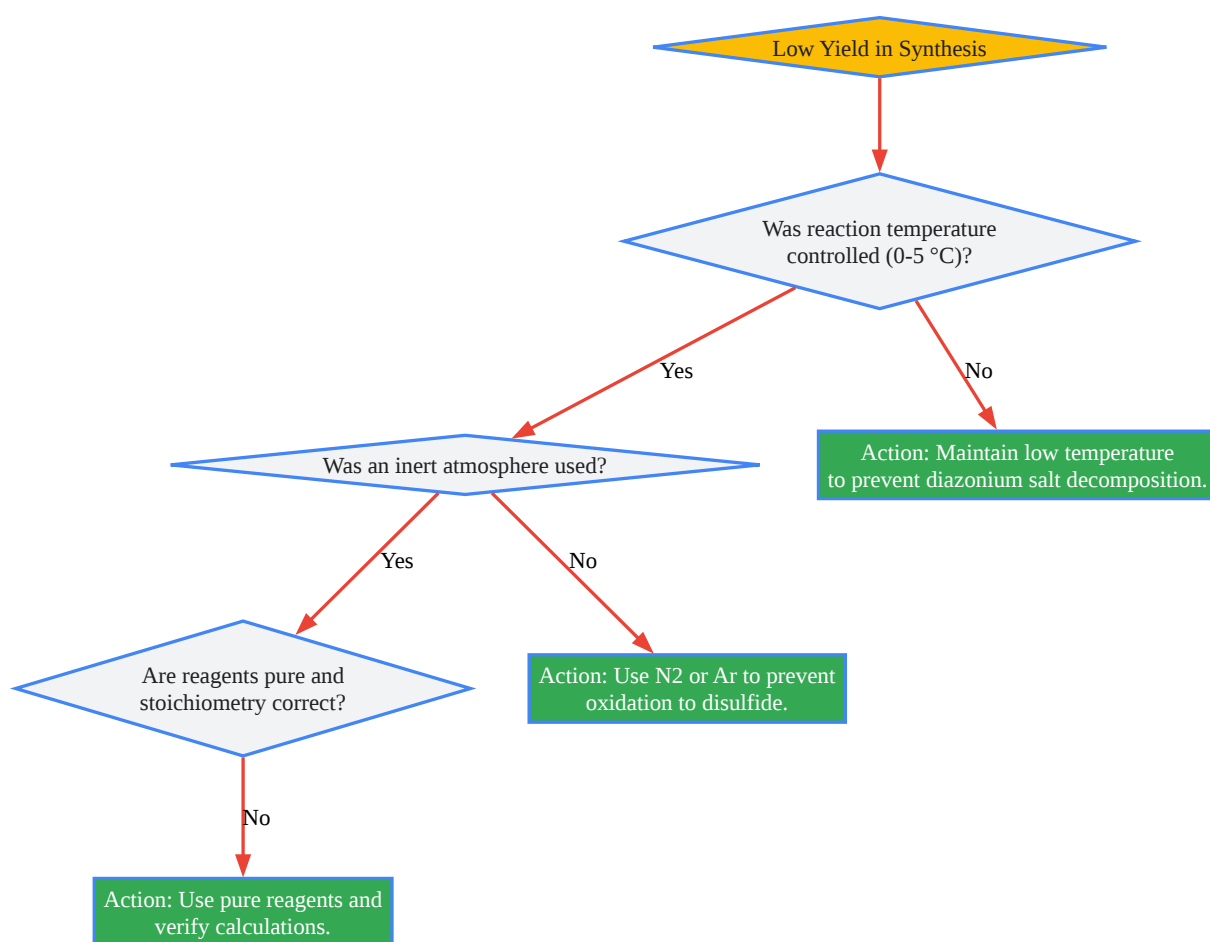 Low Yield in Synthesis
Was reaction temperature
controlled (0-5 °C)?
Yes
No
Was an inert atmosphere used?
Action: Maintain low temperature
to prevent diazonium salt decomposition.
Yes
No
Are reagents pure and
stoichiometry correct?
Action: Use N2 or Ar to prevent
oxidation to disulfide.
No
Action: Use pure reagents and
verify calculations.